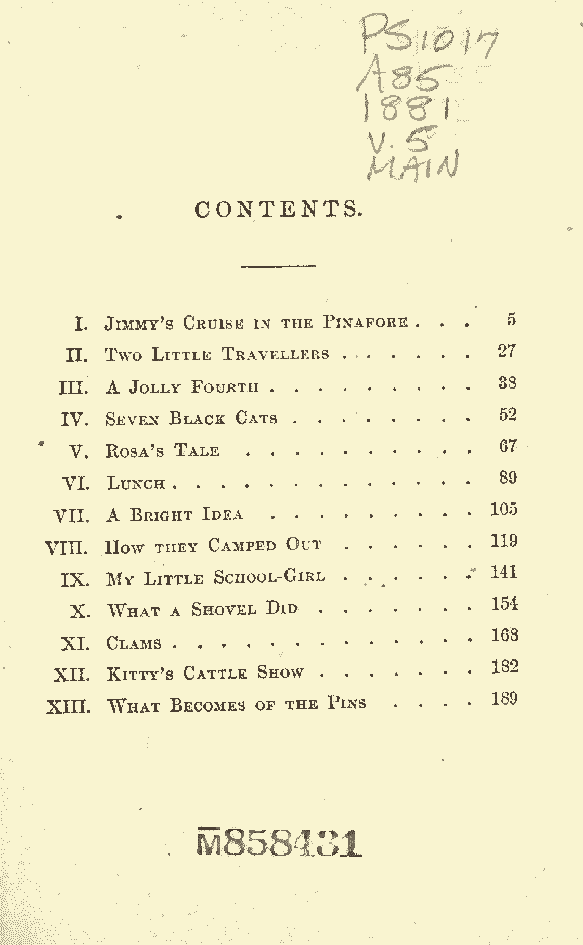 PS1017
A85
1881
V. 5
MAIN
CONTENTS.
I. JIMMY'S CRUISE IN THE PINAFORE . . . 5
II. TWO LITTLE TRAVELLERS . . . . . . 27
III. A JOLLY FOURTH . . . . . . . . . 38
IV. SEVEN BLACK CATS . . . . . . . . 52
V. ROSA'S TALE . . . . . . . . . . 67
VI. LUNCH . . . . . . . . . . . . . 89
VII. A BRIGHT IDEA . . . . . . . . . 105
VIII. HOW THEY CAMPED OUT . . . . . . 119
IX. MY LITTLE SCHOOL-GIRL . . . . . . 141
X. WHAT A SHOVEL DID . . . . . . . 154
XI. CLAMS . . . . . . . . . . . . . 168
XII. KITTY'S CATTLE SHOW . . . . . . . 182
XIII. WHAT BECOMES OF THE PINS . . . . 189
M858431